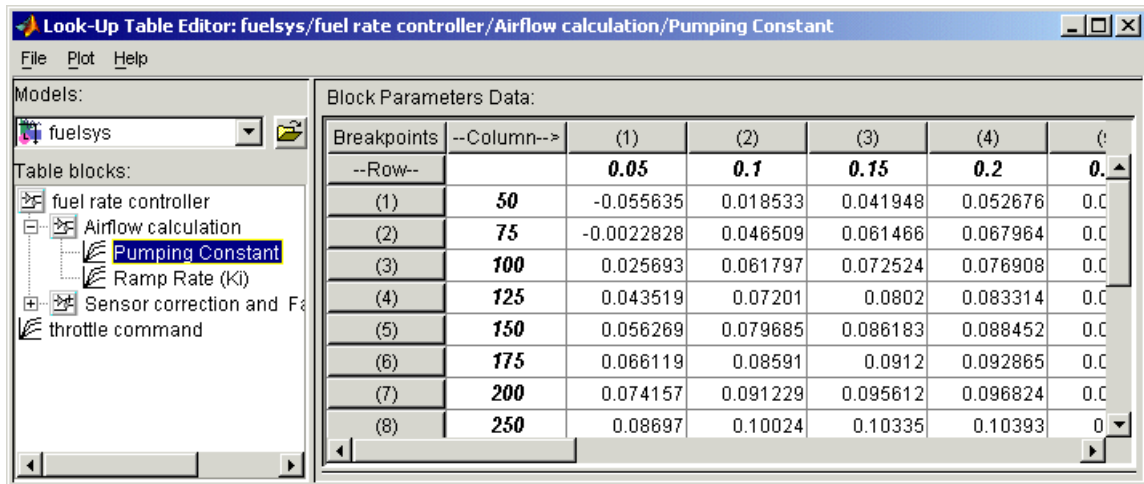 Look-Up Table Editor: fuelsys/fuel rate controller/Airflow calculation/Pumping Constant
File Plot Help
Models:
fuelsys
Table blocks:
fuel rate controller
Airflow calculation
Pumping Constant
Ramp Rate (Ki)
Sensor correction and
throttle command
Block Parameters Data:
Breakpoints --Column--> (1) (2) (3) (4)
--Row-- 0.05 0.1 0.15 0.2
(1) 50 -0.055635 0.018533 0.041948 0.052676
(2) 75 -0.0022828 0.046509 0.061466 0.067964
(3) 100 0.025693 0.061797 0.072524 0.076908
(4) 125 0.043519 0.07201 0.0802 0.083314
(5) 150 0.056269 0.079685 0.086183 0.088452
(6) 175 0.066119 0.08591 0.0912 0.092865
(7) 200 0.074157 0.091229 0.095612 0.096824
(8) 250 0.08697 0.10024 0.10335 0.10393